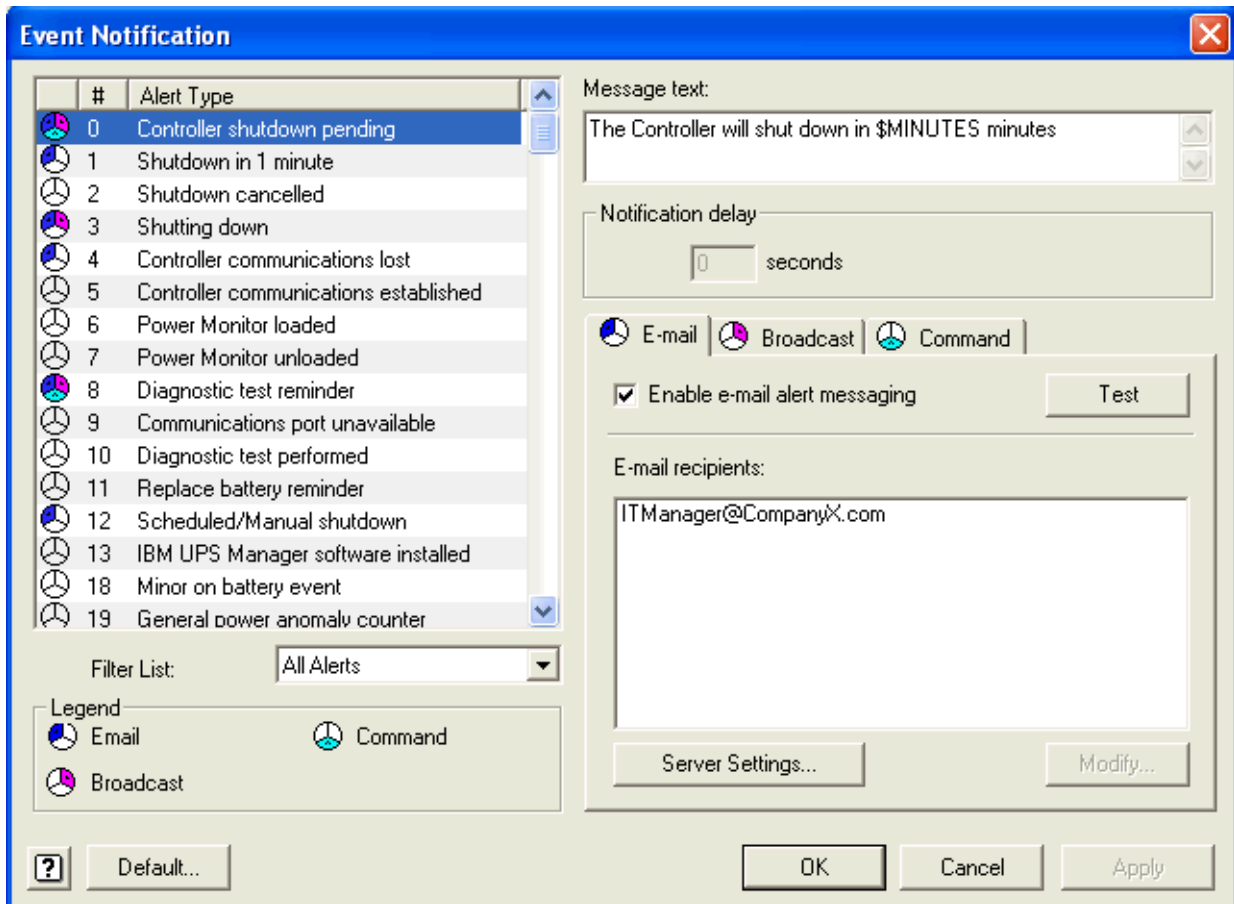 Event Notification
# Alert Type
0 Controller shutdown pending
1 Shutdown in 1 minute
2 Shutdown cancelled
3 Shutting down
4 Controller communications lost
5 Controller communications established
6 Power Monitor loaded
7 Power Monitor unloaded
8 Diagnostic test reminder
9 Communications port unavailable
10 Diagnostic test performed
11 Replace battery reminder
12 Scheduled/Manual shutdown
13 IBM UPS Manager software installed
18 Minor on battery event
19 General power anomaly counter
Filter List: All Alerts
Legend
Email Command
Broadcast
Message text:
The Controller will shut down in $MINUTES minutes
Notification delay
0 seconds
E-mail Broadcast Command
Enable e-mail alert messaging Test
E-mail recipients:
ITManager@CompanyX.com
Server Settings... Modify...
? Default... OK Cancel Apply